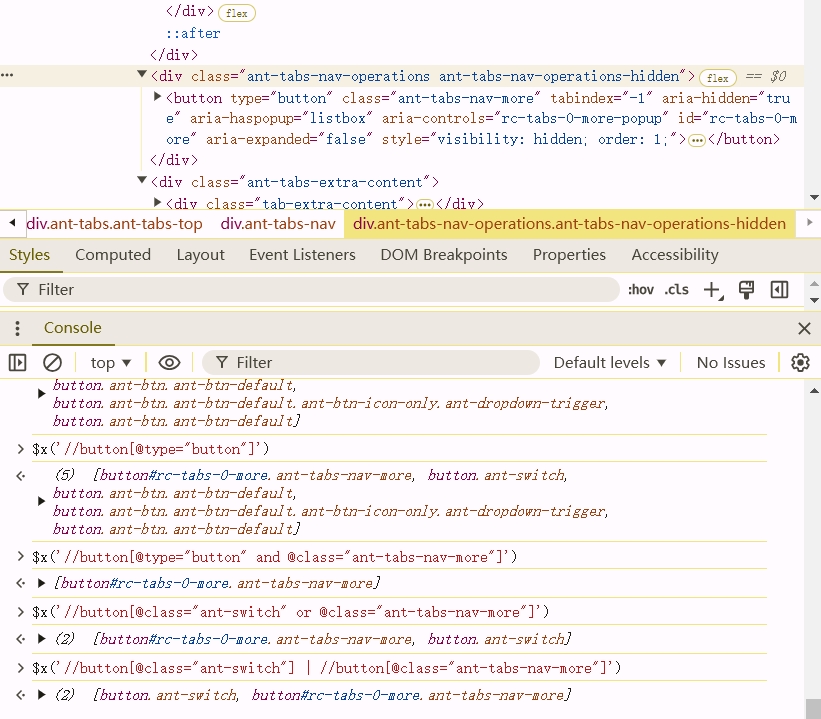 </div> flex
::after
</div>
••• ▼<div class="ant-tabs-nav-operations ant-tabs-nav-operations-hidden"> flex == $0
▶<button type="button" class="ant-tabs-nav-more" tabindex="-1" aria-hidden="tru
e" aria-haspopup="listbox" aria-controls="rc-tabs-0-more-popup" id="rc-tabs-0-m
ore" aria-expanded="false" style="visibility: hidden; order: 1;">•••</button>
</div>
▼<div class="ant-tabs-extra-content">
▶<div class="tab-extra-content">•••</div>
div.ant-tabs.ant-tabs-top div.ant-tabs-nav div.ant-tabs-nav-operations.ant-tabs-nav-operations-hidden
Styles Computed Layout Event Listeners DOM Breakpoints Properties Accessibility
Filter :hov .cls
Console
top ▼ Filter Default levels ▼ No Issues
button.ant-btn.ant-btn-default,
button.ant-btn.ant-btn-default.ant-btn-icon-only.ant-dropdown-trigger,
button.ant-btn.ant-btn-default]
> $x('//button[@type="button"]')
(5) [button#rc-tabs-0-more.ant-tabs-nav-more, button.ant-switch,
button.ant-btn.ant-btn-default,
button.ant-btn.ant-btn-default.ant-btn-icon-only.ant-dropdown-trigger,
button.ant-btn.ant-btn-default]
> $x('//button[@type="button" and @class="ant-tabs-nav-more"]')
▶ [button#rc-tabs-0-more.ant-tabs-nav-more]
> $x('//button[@class="ant-switch" or @class="ant-tabs-nav-more"]')
▶ (2) [button#rc-tabs-0-more.ant-tabs-nav-more, button.ant-switch]
> $x('//button[@class="ant-switch"] | //button[@class="ant-tabs-nav-more"]')
▶ (2) [button.ant-switch, button#rc-tabs-0-more.ant-tabs-nav-more]